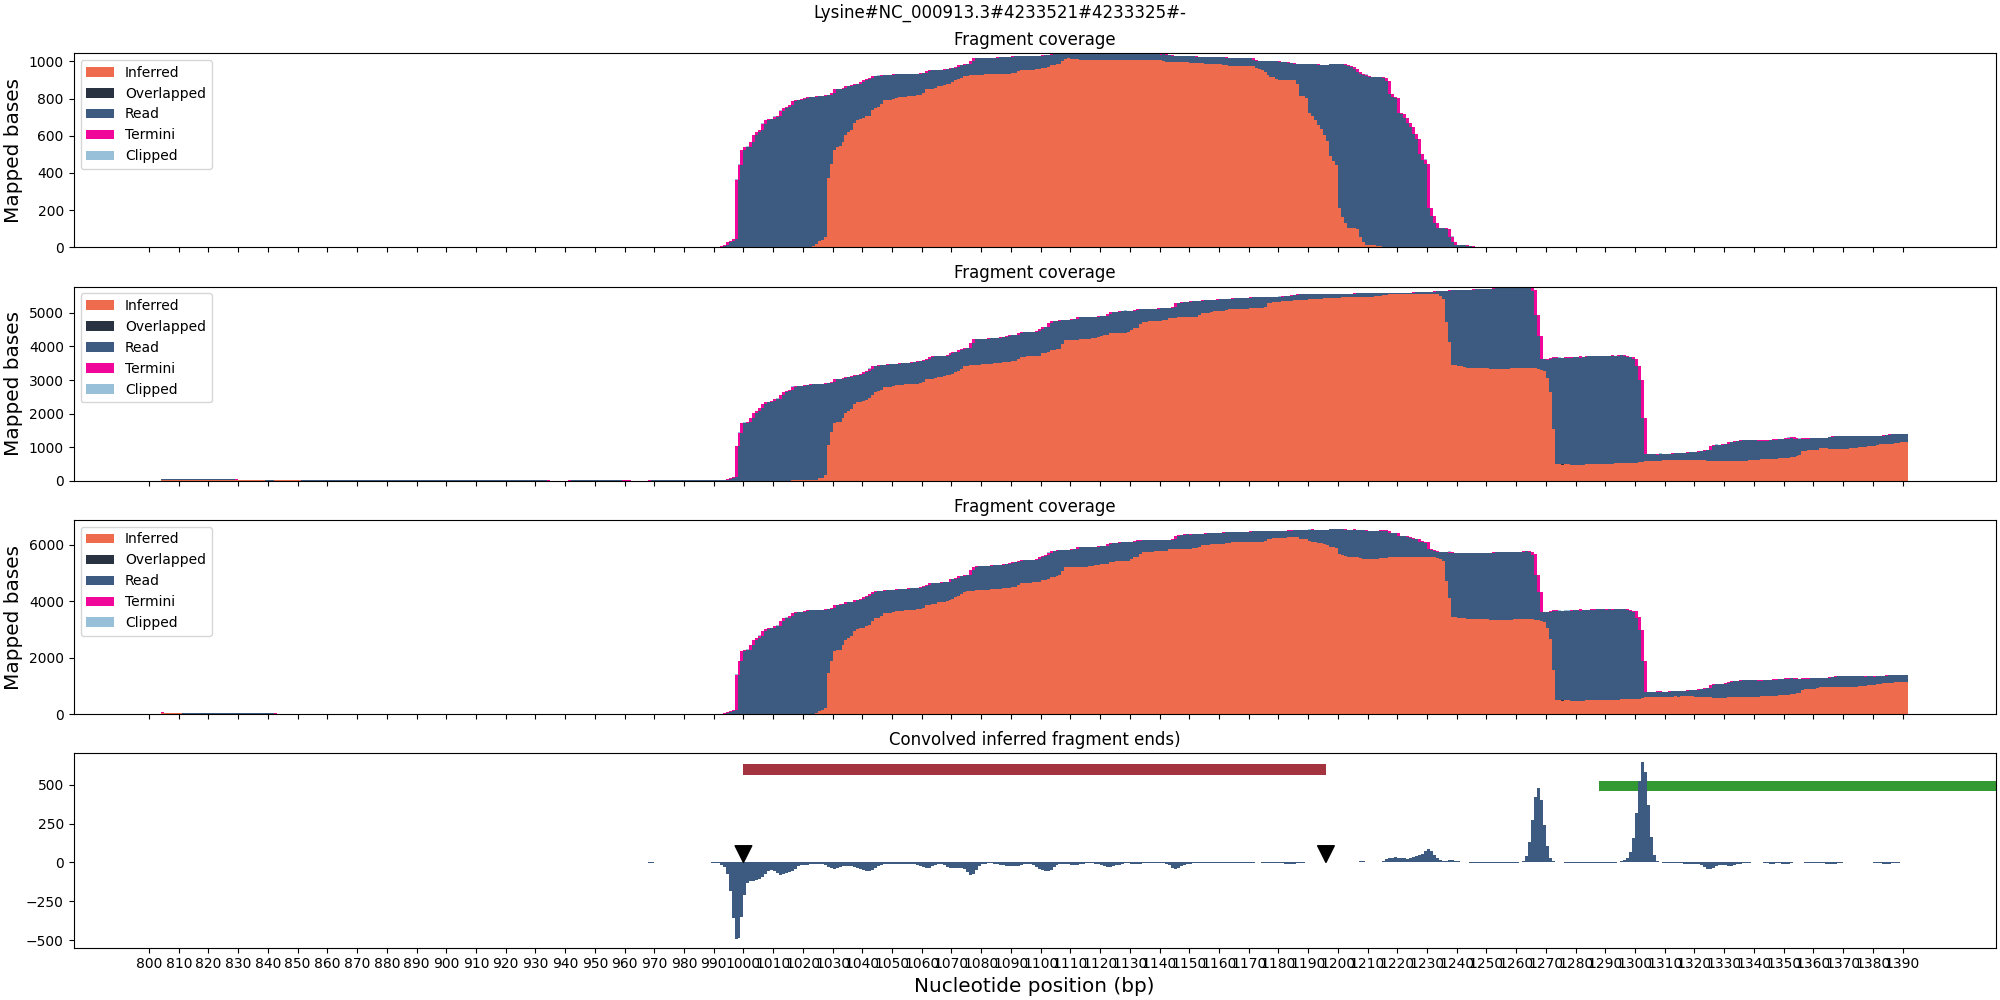 Lysine#NC_000913.3#4233521#4233325#-
Fragment coverage
Mapped bases
1000
800
600
400
200
0
Inferred
Overlapped
Read
Termini
Clipped
Fragment coverage
Mapped bases
5000
4000
3000
2000
1000
0
Inferred
Overlapped
Read
Termini
Clipped
Fragment coverage
Mapped bases
6000
4000
2000
0
Inferred
Overlapped
Read
Termini
Clipped
Convolved inferred fragment ends)
500
250
0
−250
−500
800 810 820 830 840 850 860 870 880 890 900 910 920 930 940 950 960 970 980 990 1000 1010 1020 1030 1040 1050 1060 1070 1080 1090 1100 1110 1120 1130 1140 1150 1160 1170 1180 1190 1200 1210 1220 1230 1240 1250 1260 1270 1280 1290 1300 1310 1320 1330 1340 1350 1360 1370 1380 1390
Nucleotide position (bp)